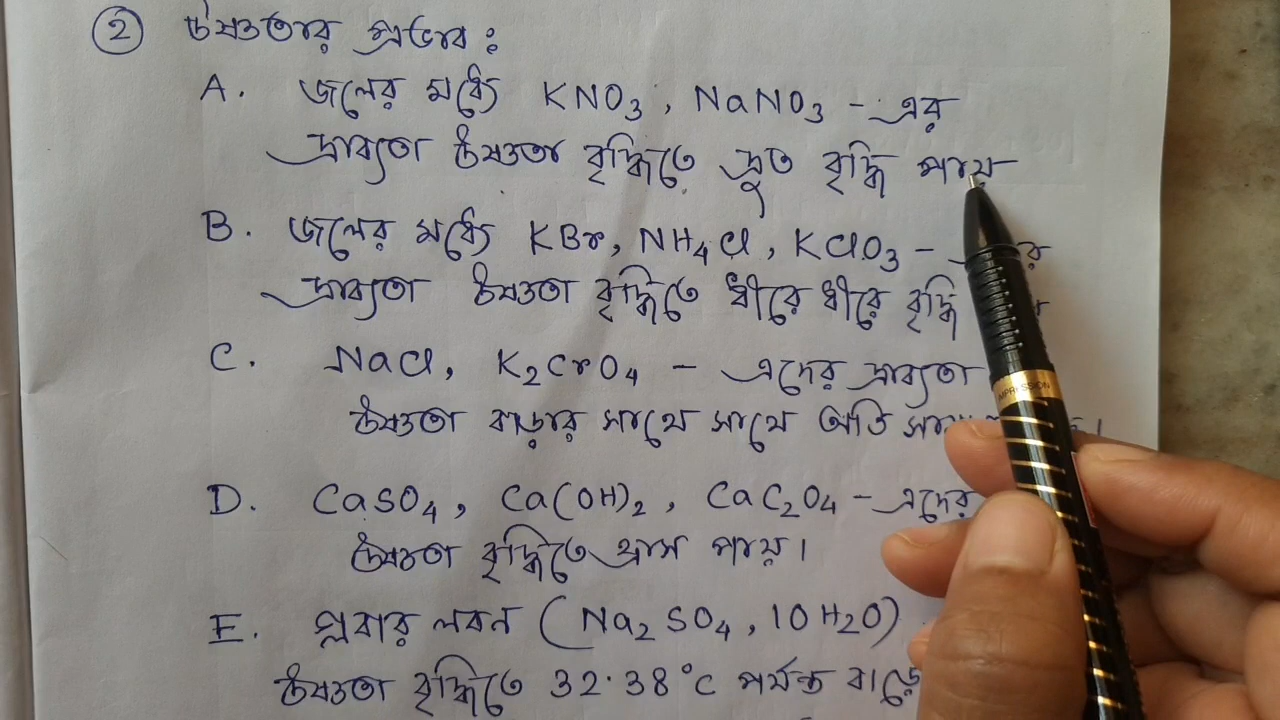 ② উষ্ণতার প্রভাব :
A. জলের মধ্যে KNO₃, NaNO₃ - এর
দ্রাব্যতা উষ্ণতা বৃদ্ধিতে দ্রুত বৃদ্ধি পায়
B. জলের মধ্যে KBr, NH₄Cl, KClO₃ -
দ্রাব্যতা উষ্ণতা বৃদ্ধিতে ধীরে ধীরে বৃদ্ধি
C. NaCl, K₂CrO₄ - এদের দ্রাব্যতা
উষ্ণতা বাড়ার সাথে সাথে অতি
D. CaSO₄, Ca(OH)₂, CaC₂O₄ - এদের
উষ্ণতা বৃদ্ধিতে হ্রাস পায়।
E. গ্লবার লবন (Na₂SO₄, 10H₂O)
উষ্ণতা বৃদ্ধিতে 32.38°C পর্যন্ত বাড়ে
IMPRESSION